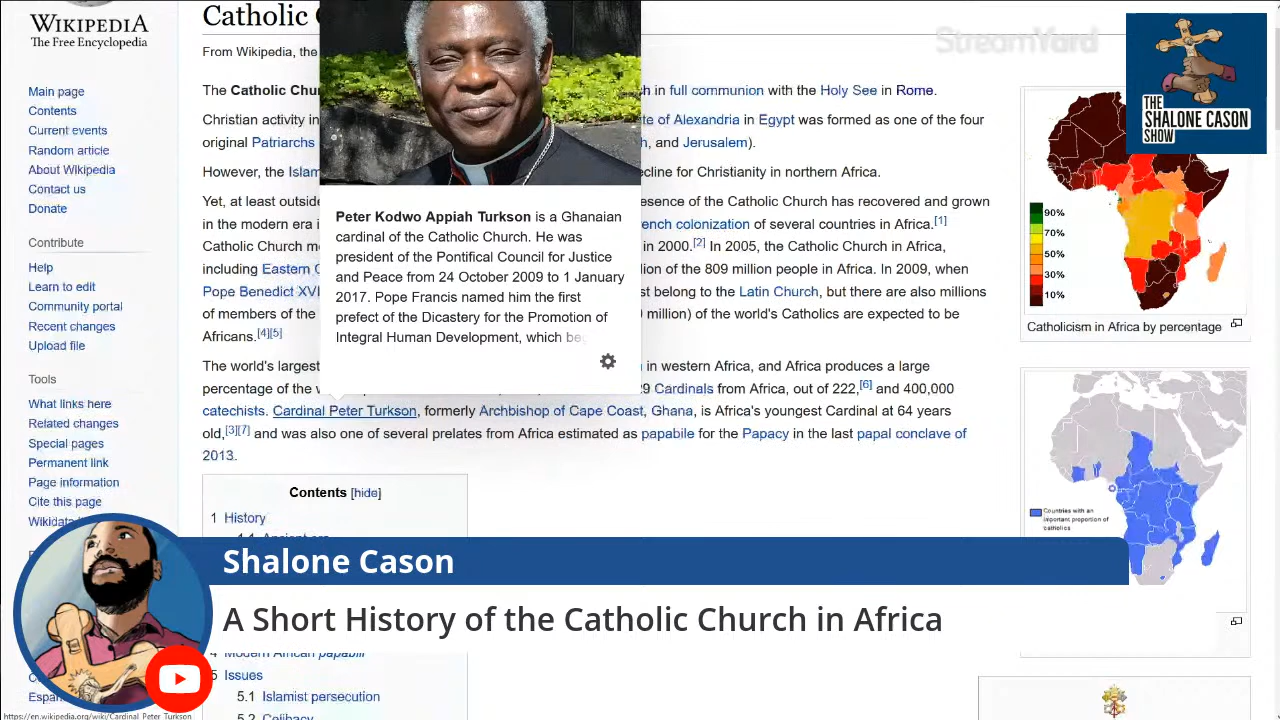 WIKIPEDIA
The Free Encyclopedia
Main page
Contents
Current events
Random article
About Wikipedia
Contact us
Donate
Contribute
Help
Learn to edit
Community portal
Recent changes
Upload file
Tools
What links here
Related changes
Special pages
Permanent link
Page information
Cite this page
Wikidata
Espan
https://en.wikipedia.org/wiki/Cardinal_Peter_Turkson
Catholic
From Wikipedia, the
The Catholic Chur in full communion with the Holy See in Rome.
Christian activity in of Alexandria in Egypt was formed as one of the four
original Patriarchs and Jerusalem).
However, the Islam decline for Christianity in northern Africa.
Yet, at least outside of the Catholic Church has recovered and grown
in the modern era colonization of several countries in Africa.[1]
Catholic Church in 2000.[2] In 2005, the Catholic Church in Africa,
including Eastern of the 809 million people in Africa. In 2009, when
Pope Benedict XVI belong to the Latin Church, but there are also millions
of members of the million) of the world's Catholics are expected to be
Africans.[4][5]
The world's largest in western Africa, and Africa produces a large
percentage of the Cardinals from Africa, out of 222,[6] and 400,000
catechists. Cardinal Peter Turkson, formerly Archbishop of Cape Coast, Ghana, is Africa's youngest Cardinal at 64 years
old,[3][7] and was also one of several prelates from Africa estimated as papabile for the Papacy in the last papal conclave of
2013.
Peter Kodwo Appiah Turkson is a Ghanaian
cardinal of the Catholic Church. He was
president of the Pontifical Council for Justice
and Peace from 24 October 2009 to 1 January
2017. Pope Francis named him the first
prefect of the Dicastery for the Promotion of
Integral Human Development, which be
Contents [hide]
1 History
4 Modern African papabili
5 Issues
5.1 Islamist persecution
5.2 Celibacy
StreamYard
THE
SHALONE CASON
SHOW
90%
70%
50%
30%
10%
Catholicism in Africa by percentage
Countries with an
important proportion of
catholics
Shalone Cason
A Short History of the Catholic Church in Africa